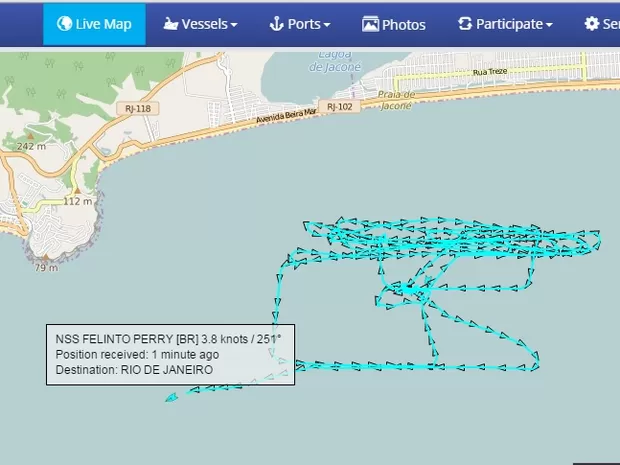 Live Map
Vessels
Ports
Photos
Participate
Ser
Lagoa
de Jaconé
Rua Treze
RJ-118
RJ-102
Praia de
Jaconé
Avenida Beira Mar
242 m
112 m
79 m
NSS FELINTO PERRY [BR] 3.8 knots / 251°
Position received: 1 minute ago
Destination: RIO DE JANEIRO